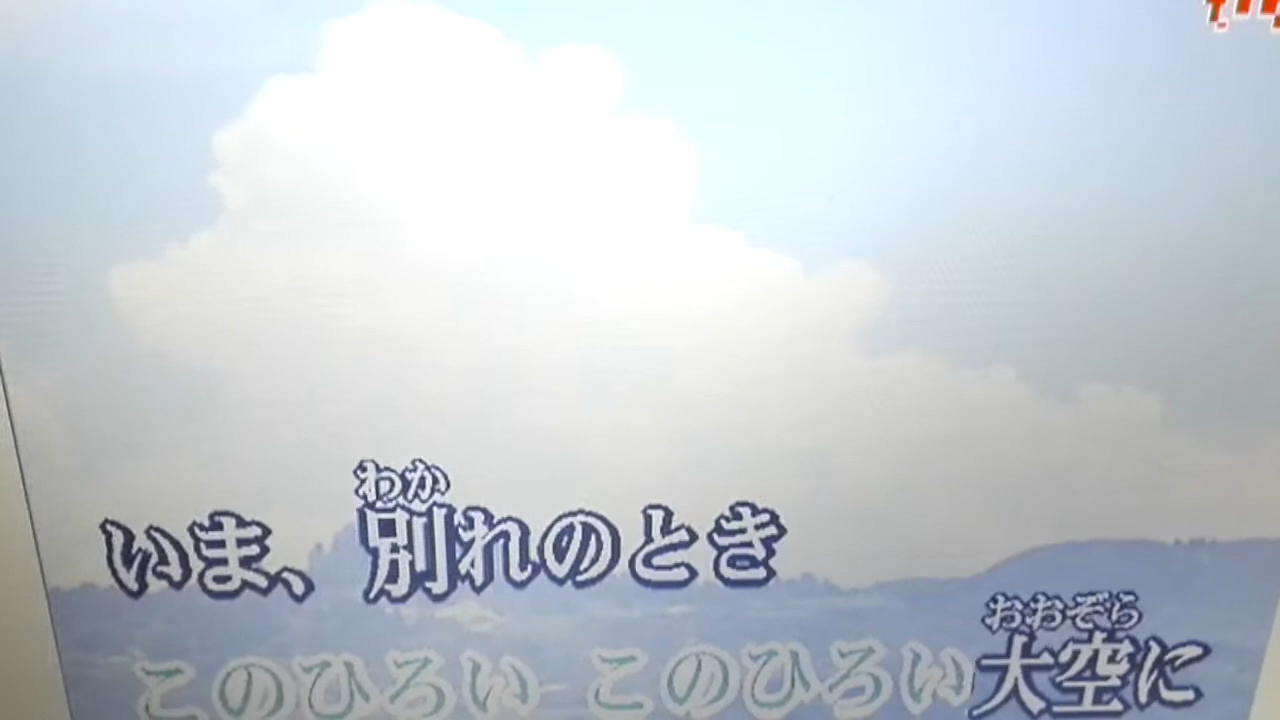 わか
いま、別れのとき
おおぞら
このひろい このひろい大空に